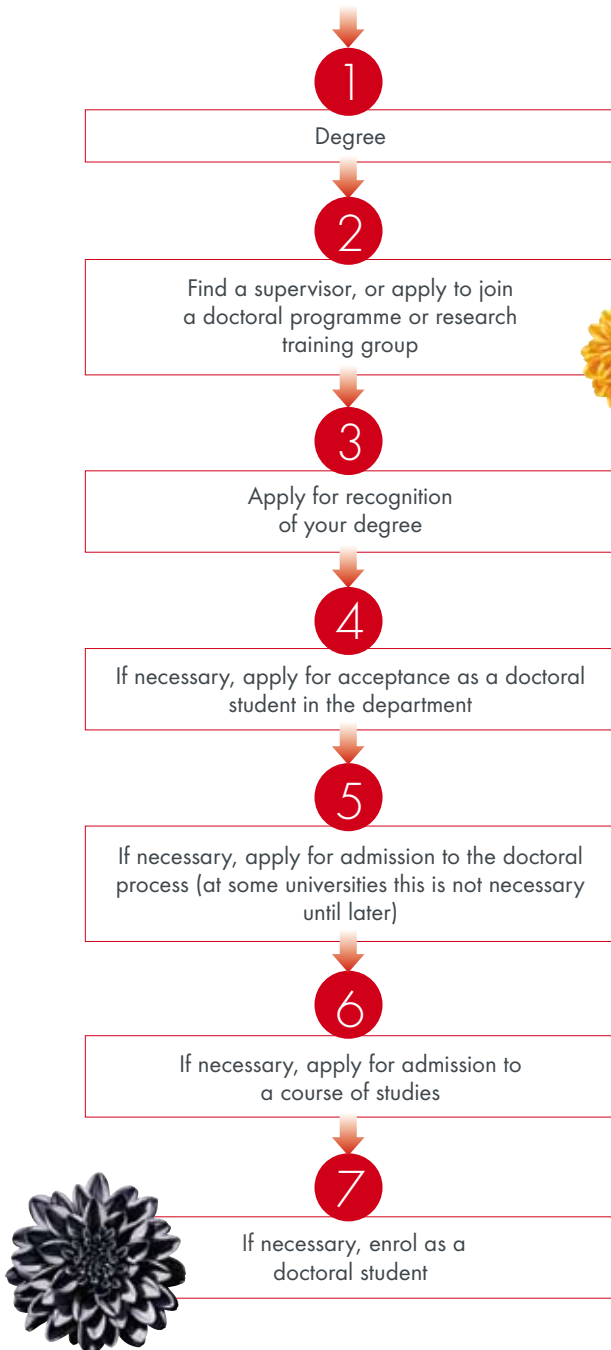 1
Degree
2
Find a supervisor, or apply to join
a doctoral programme or research
training group
3
Apply for recognition
of your degree
4
If necessary, apply for acceptance as a doctoral
student in the department
5
If necessary, apply for admission to the doctoral
process (at some universities this is not necessary
until later)
6
If necessary, apply for admission to
a course of studies
7
If necessary, enrol as a
doctoral student